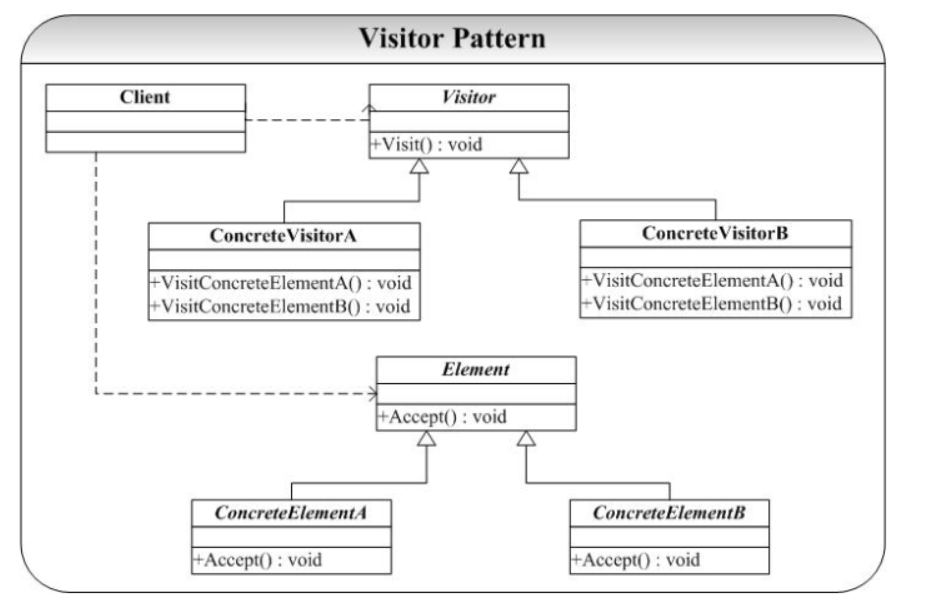 Visitor Pattern
Client
Visitor
+Visit() : void
ConcreteVisitorA
+VisitConcreteElementA() : void
+VisitConcreteElementB() : void
ConcreteVisitorB
+VisitConcreteElementA() : void
+VisitConcreteElementB() : void
Element
+Accept() : void
ConcreteElementA
+Accept() : void
ConcreteElementB
+Accept() : void